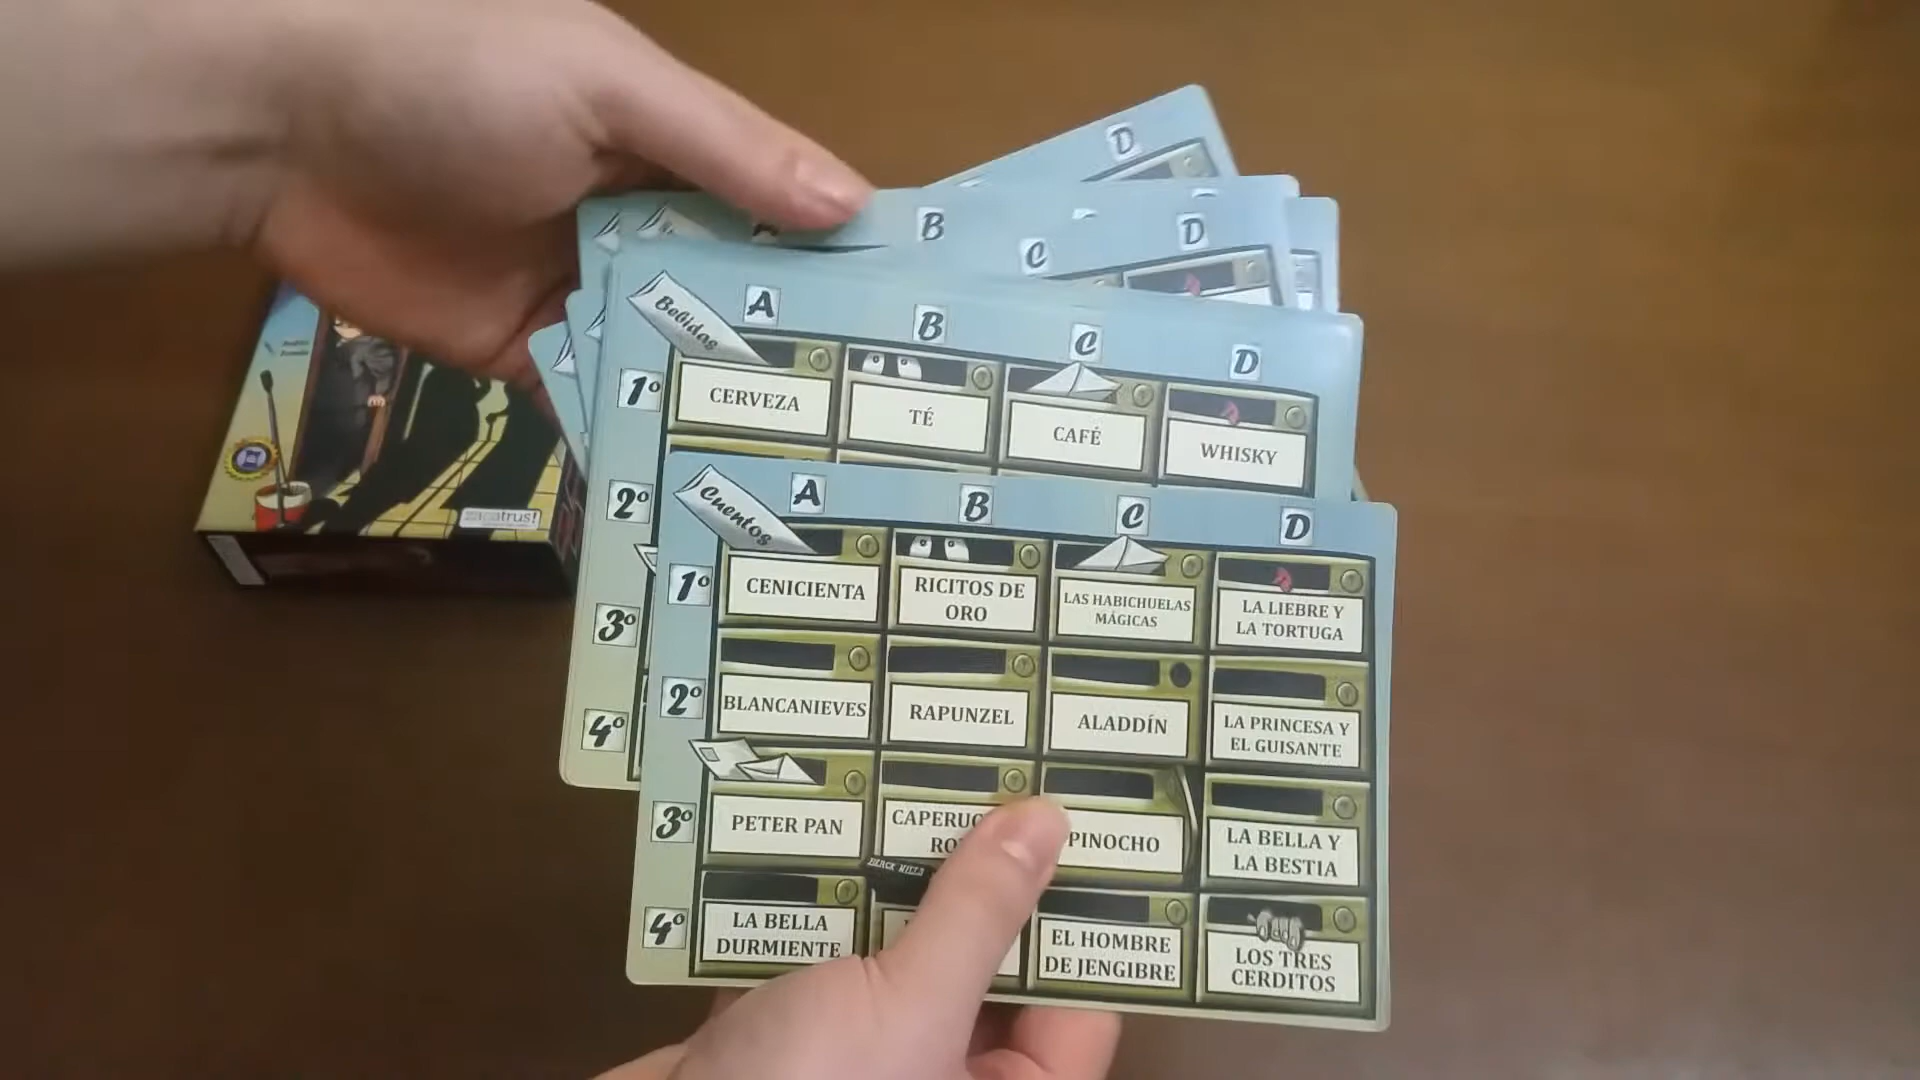 D
B
D
C
A
Bebidas
A
B
C
D
1º
CERVEZA
TÉ
CAFÉ
WHISKY
2º
3º
4º
Cuentos
A
B
C
D
1º
CENICIENTA
RICITOS DE
ORO
LAS HABICHUELAS
MÁGICAS
LA LIEBRE Y
LA TORTUGA
2º
BLANCANIEVES
RAPUNZEL
ALADDÍN
LA PRINCESA Y
EL GUISANTE
3º
PETER PAN
PINOCHO
LA BELLA Y
LA BESTIA
4º
LA BELLA
DURMIENTE
EL HOMBRE
DE JENGIBRE
LOS TRES
CERDITOS
zacatrus!